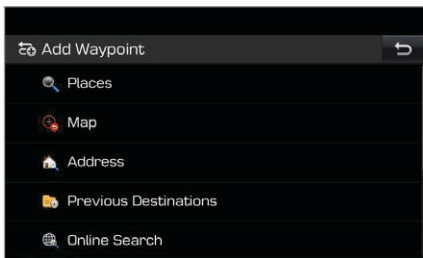 Add Waypoint
Places
Map
Address
Previous Destinations
Online Search